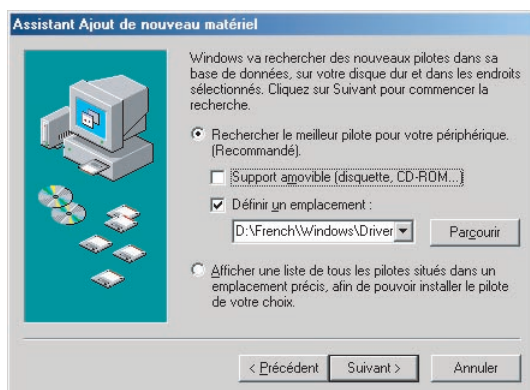 Assistant Ajout de nouveau matériel
Windows va rechercher des nouveaux pilotes dans sa
base de données, sur votre disque dur et dans les endroits
sélectionnés. Cliquez sur Suivant pour commencer la
recherche.
Rechercher le meilleur pilote pour votre périphérique.
(Recommandé).
Support amovible (disquette, CD-ROM...)
Définir un emplacement :
D:\French\Windows\Driver
Parcourir
Afficher une liste de tous les pilotes situés dans un
emplacement précis, afin de pouvoir installer le pilote
de votre choix.
< Précédent
Suivant >
Annuler